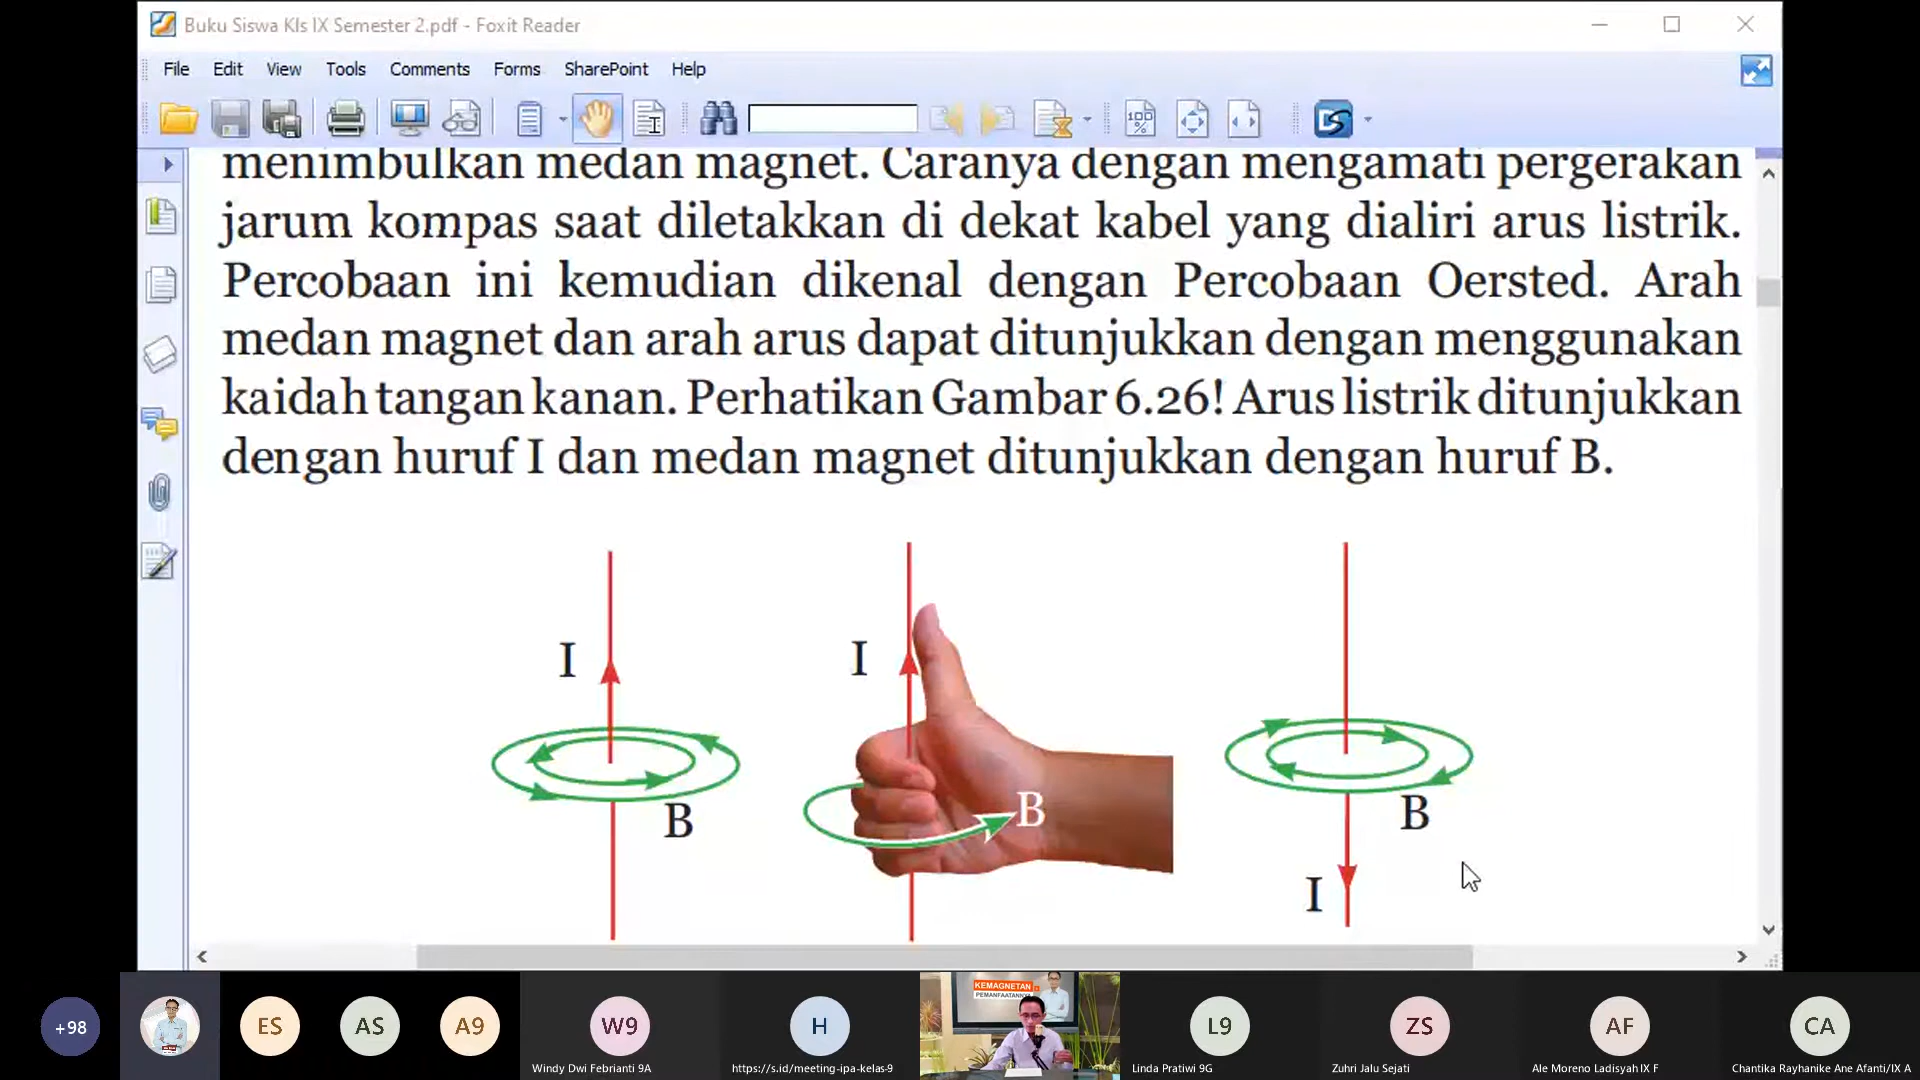 Buku Siswa Kls IX Semester 2.pdf - Foxit Reader
File Edit View Tools Comments Forms SharePoint Help
menimbulkan medan magnet. Caranya dengan mengamati pergerakan
jarum kompas saat diletakkan di dekat kabel yang dialiri arus listrik.
Percobaan ini kemudian dikenal dengan Percobaan Oersted. Arah
medan magnet dan arah arus dapat ditunjukkan dengan menggunakan
kaidah tangan kanan. Perhatikan Gambar 6.26! Arus listrik ditunjukkan
dengan huruf I dan medan magnet ditunjukkan dengan huruf B.
I
B
I
B
B
I
+98
ES
AS
A9
W9
Windy Dwi Febrianti 9A
H
https://s.id/meeting-ipa-kelas-9
KEMAGNETAN
PEMANFAATANNYA
L9
Linda Pratiwi 9G
ZS
Zuhri Jalu Sejati
AF
Ale Moreno Ladisyah IX F
CA
Chantika Rayhanike Ane Afanti/IX A